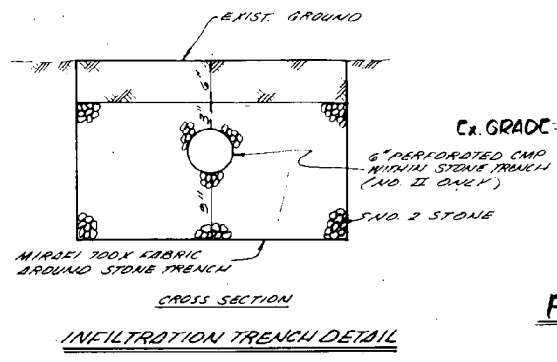 EXIST. GROUND
6"
3"
EX. GRADE
6" PERFORATED CMP
WITHIN STONE TRENCH
(NO. II ONLY)
9"
NO. 2 STONE
MIRAFI 700X FABRIC
AROUND STONE TRENCH
CROSS SECTION
INFILTRATION TRENCH DETAIL